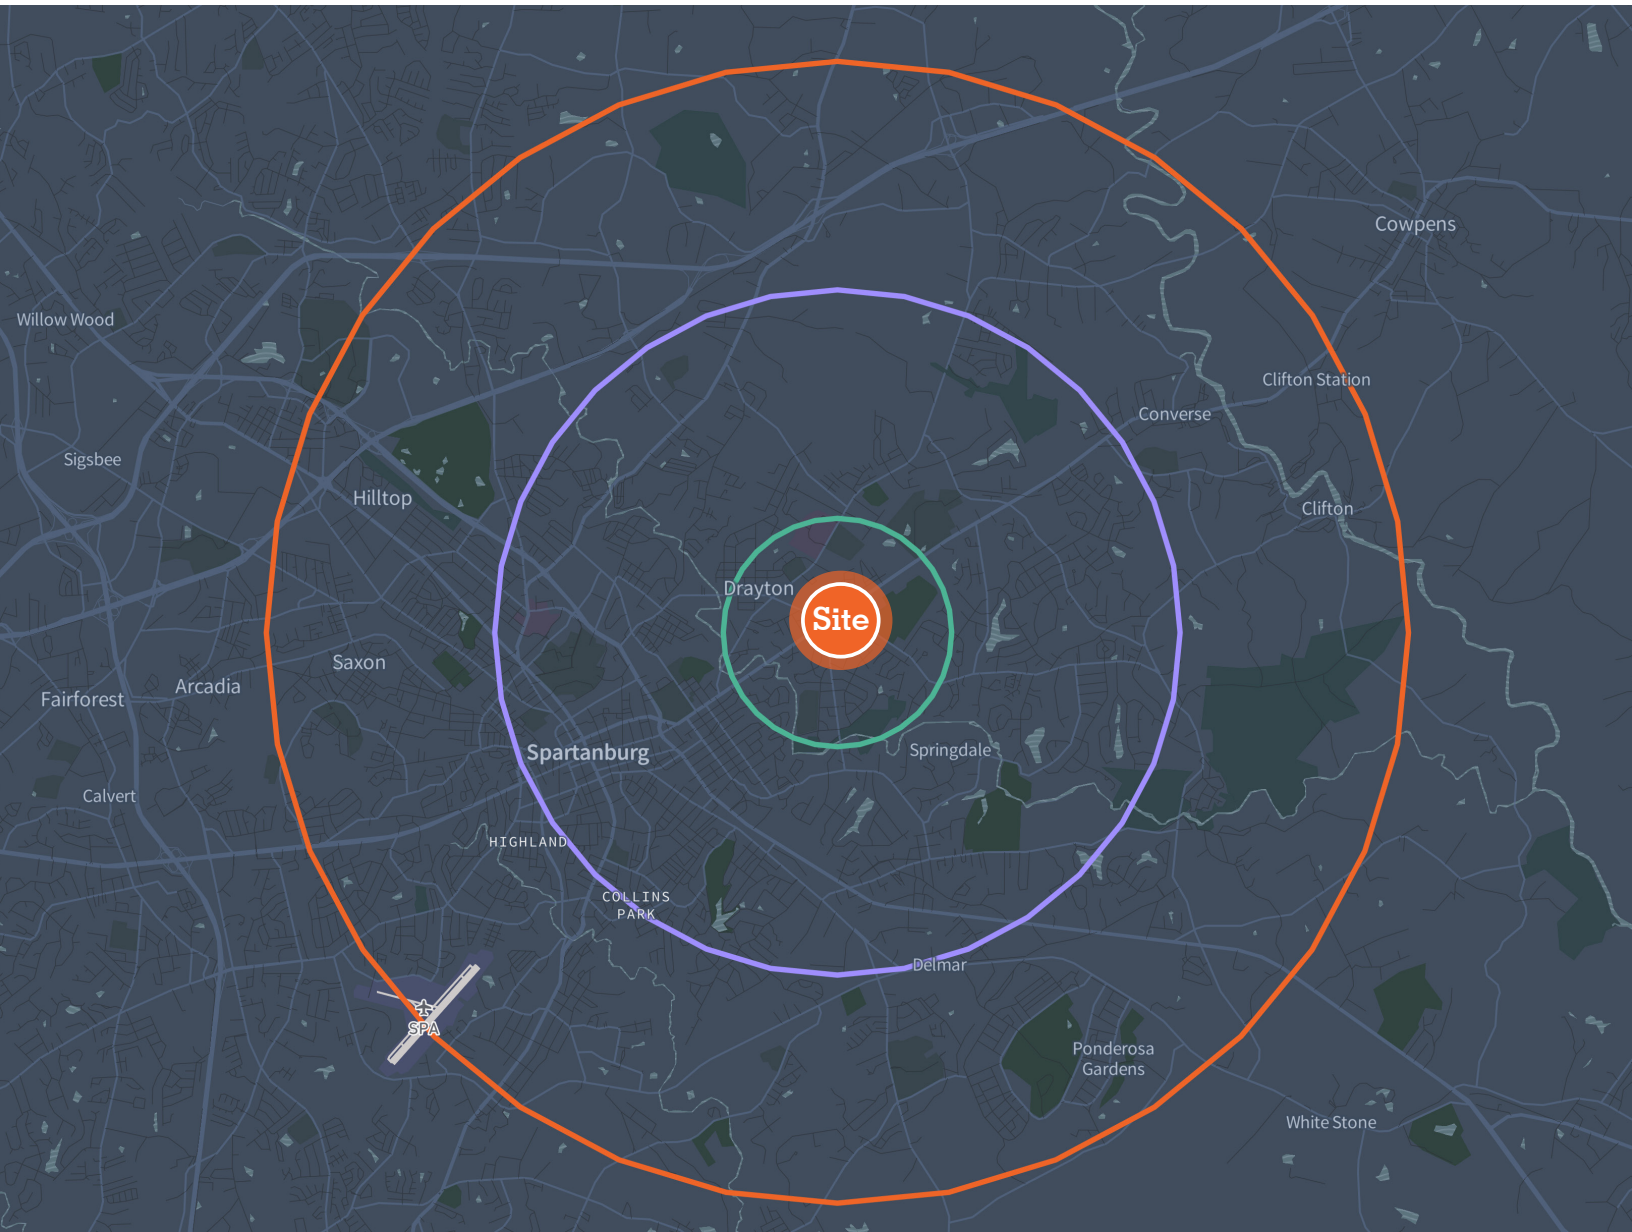 Cowpens
Willow Wood
Clifton Station
Converse
Sigsbee
Hilltop
Clifton
Drayton
Site
Saxon
Arcadia
Fairforest
Springdale
Spartanburg
Calvert
HIGHLAND
COLLINS
PARK
Delmar
SPA
Ponderosa
Gardens
White Stone